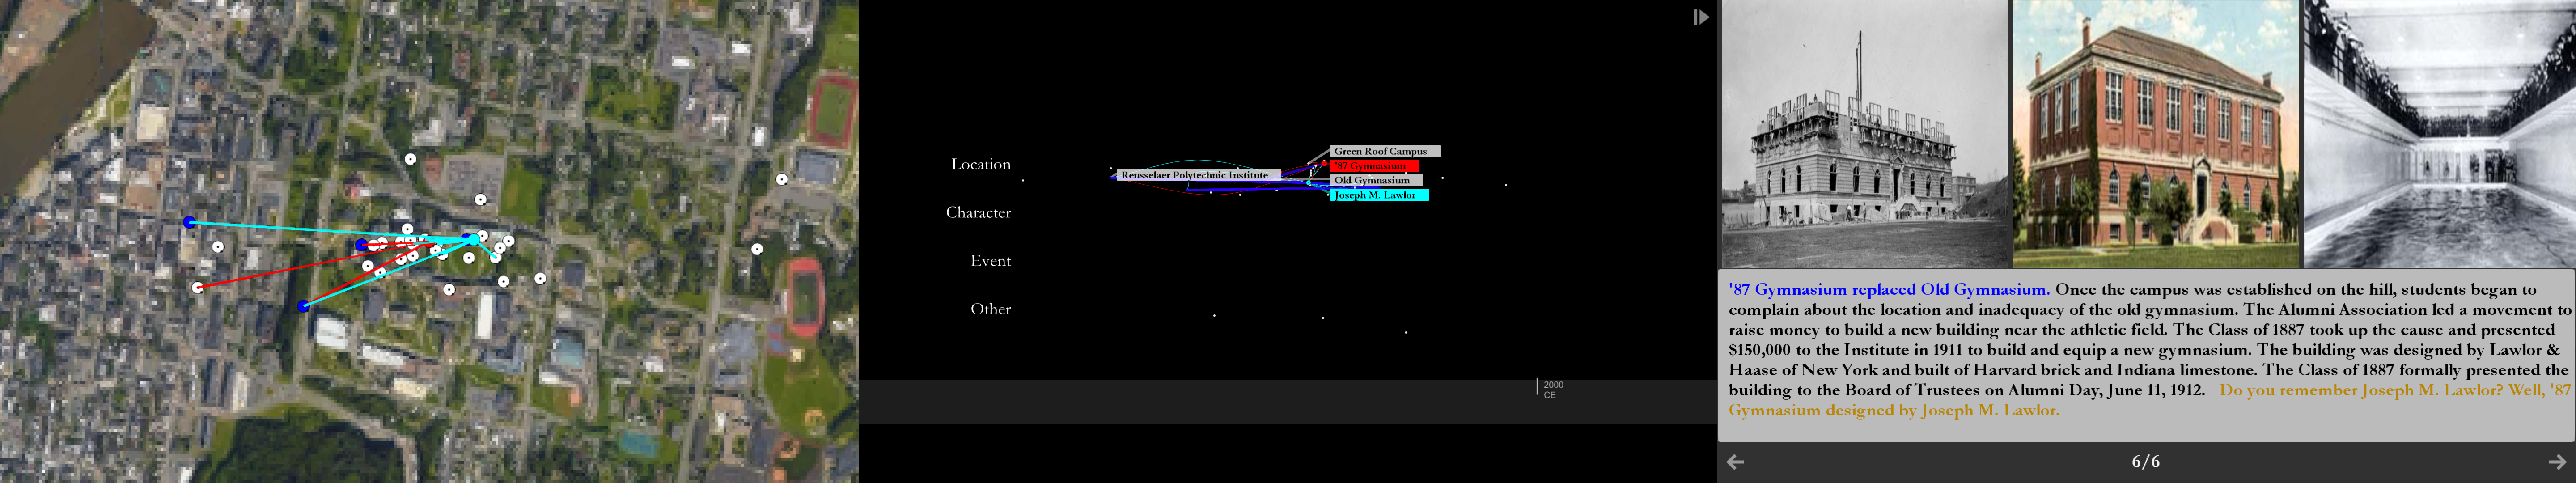 Location
Character
Event
Other
Rensselaer Polytechnic Institute
Green Roof Campus
'87 Gymnasium
Old Gymnasium
Joseph M. Lawlor
2000
CE
'87 Gymnasium replaced Old Gymnasium. Once the campus was established on the hill, students began to
complain about the location and inadequacy of the old gymnasium. The Alumni Association led a movement to
raise money to build a new building near the athletic field. The Class of 1887 took up the cause and presented
$150,000 to the Institute in 1911 to build and equip a new gymnasium. The building was designed by Lawlor &
Haase of New York and built of Harvard brick and Indiana limestone. The Class of 1887 formally presented the
building to the Board of Trustees on Alumni Day, June 11, 1912. Do you remember Joseph M. Lawlor? Well, '87
Gymnasium designed by Joseph M. Lawlor.
6/6